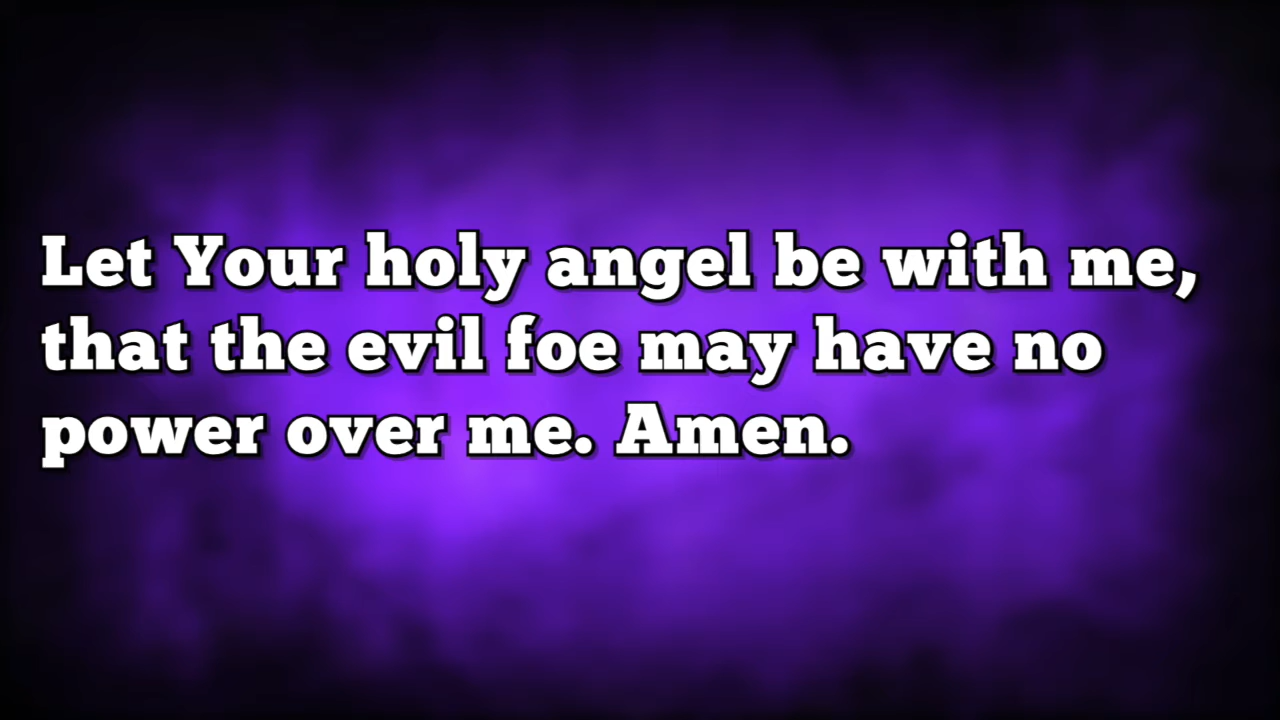 Let Your holy angel be with me,
that the evil foe may have no
power over me. Amen.